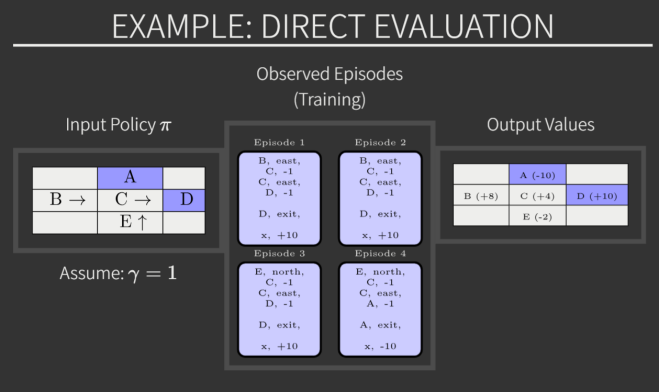 EXAMPLE: DIRECT EVALUATION
Observed Episodes
(Training)
Input Policy π
A
B → C → D
E ↑
Assume: γ = 1
Episode 1
B, east,
C, -1
C, east,
D, -1
D, exit,
x, +10
Episode 2
B, east,
C, -1
C, east,
D, -1
D, exit,
x, +10
Episode 3
E, north,
C, -1
C, east,
D, -1
D, exit,
x, +10
Episode 4
E, north,
C, -1
C, east,
A, -1
A, exit,
x, -10
Output Values
A (-10)
B (+8) C (+4) D (+10)
E (-2)